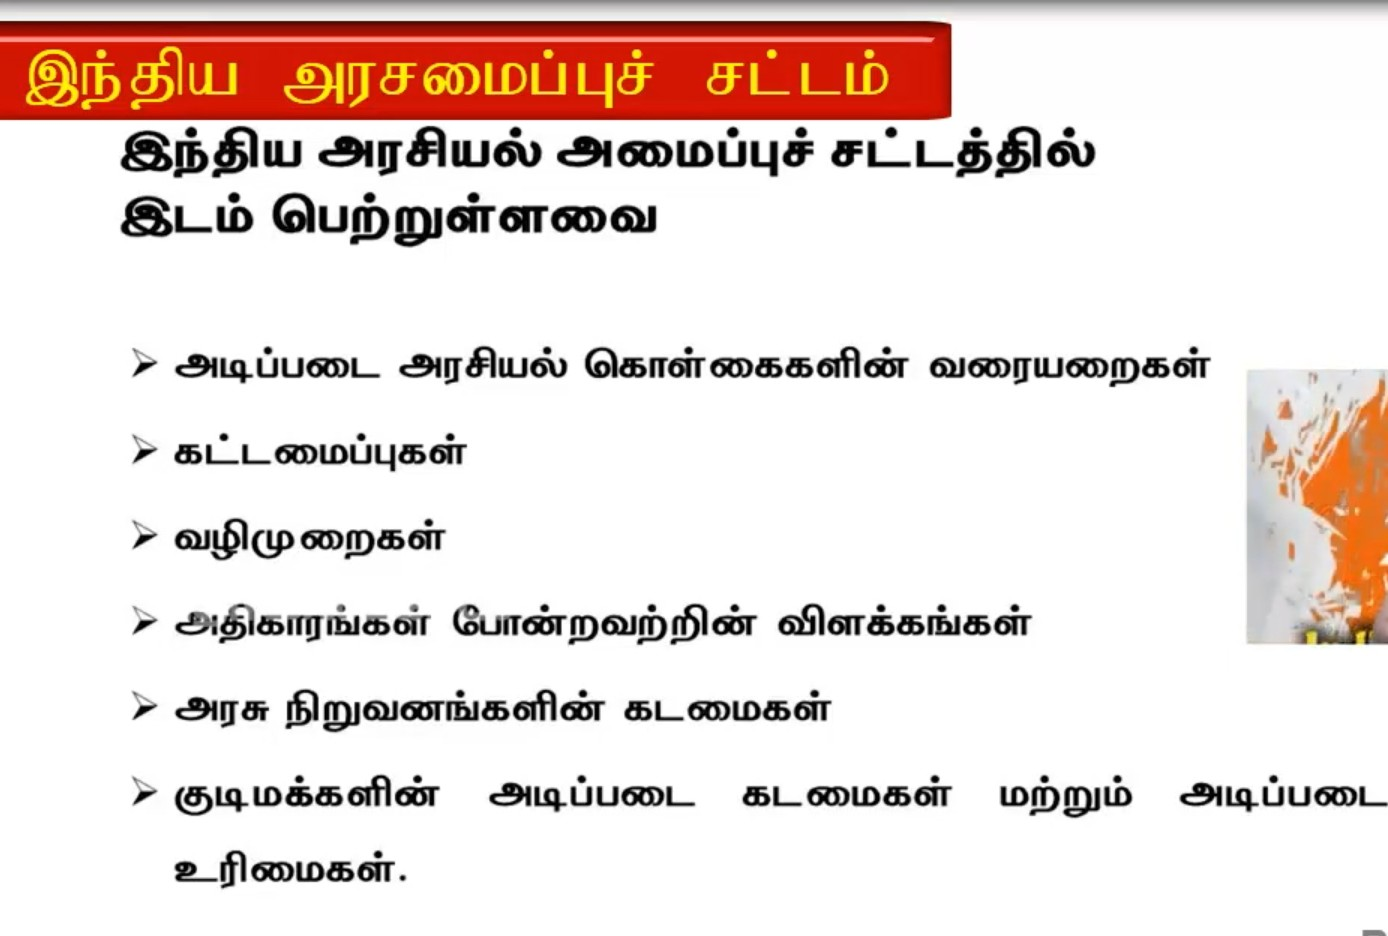 இந்திய அரசமைப்புச் சட்டம்
இந்திய அரசியல் அமைப்புச் சட்டத்தில்
இடம் பெற்றுள்ளவை
➢ அடிப்படை அரசியல் கொள்கைகளின் வரையறைகள்
➢ கட்டமைப்புகள்
➢ வழிமுறைகள்
➢ அதிகாரங்கள் போன்றவற்றின் விளக்கங்கள்
➢ அரசு நிறுவனங்களின் கடமைகள்
➢ குடிமக்களின் அடிப்படை கடமைகள் மற்றும் அடிப்படை
உரிமைகள்.